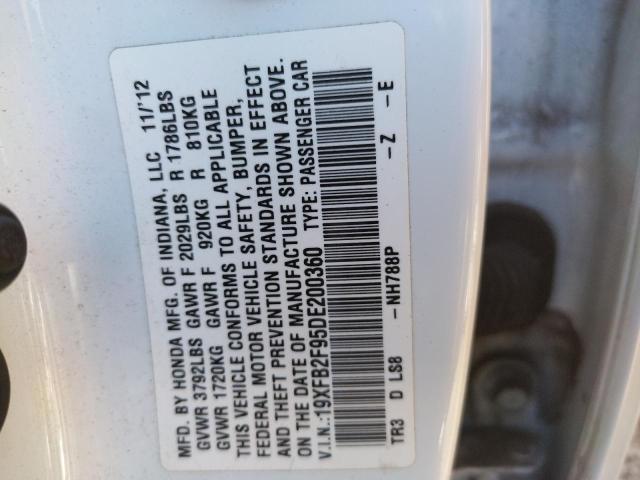 MFD. BY HONDA MFG. OF INDIANA, LLC 11/'12
GVWR 3792LBS GAWR F 2029LBS R 1786LBS
GVWR 1720KG GAWR F 920KG R 810KG
THIS VEHICLE CONFORMS TO ALL APPLICABLE
FEDERAL MOTOR VEHICLE SAFETY, BUMPER,
AND THEFT PREVENTION STANDARDS IN EFFECT
ON THE DATE OF MANUFACTURE SHOWN ABOVE.
V.I.N.:19XFB2F95DE200360 TYPE: PASSENGER CAR
TR3 D LS8 -NH788P -Z -E